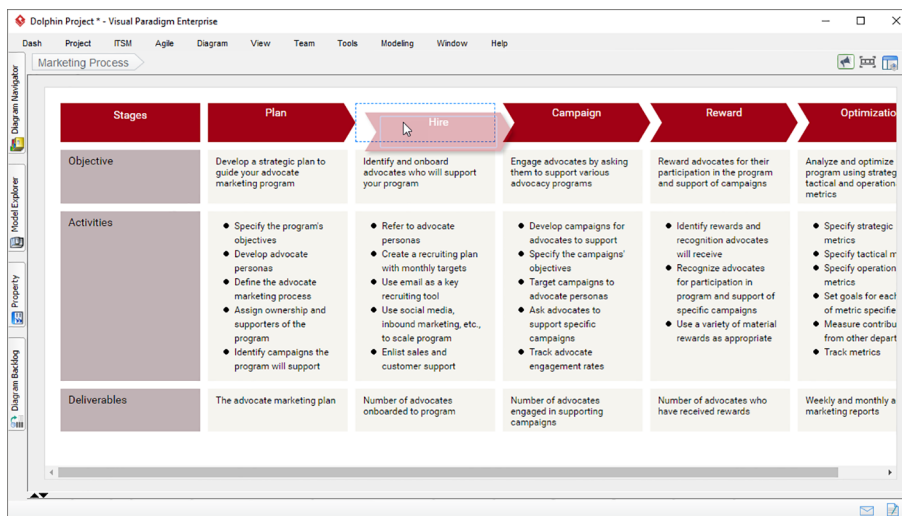 Dolphin Project * - Visual Paradigm Enterprise
Dash Project ITSM Agile Diagram View Team Tools Modeling Window Help
Marketing Process
Diagram Navigator
Model Explorer
Property
Diagram Backlog
Stages
Plan
Hire
Campaign
Reward
Optimizatio
Objective
Develop a strategic plan to
guide your advocate
marketing program
Identify and onboard
advocates who will support
your program
Engage advocates by asking
them to support various
advocacy programs
Reward advocates for their
participation in the program
and support of campaigns
Analyze and optimize
program using strateg
tactical and operation
metrics
Activities
● Specify the program's
objectives
● Develop advocate
personas
● Define the advocate
marketing process
● Assign ownership and
supporters of the
program
● Identify campaigns the
program will support
● Refer to advocate
personas
● Create a recruiting plan
with monthly targets
● Use email as a key
recruiting tool
● Use social media,
inbound marketing, etc.,
to scale program
● Enlist sales and
customer support
● Develop campaigns for
advocates to support
● Specify the campaigns'
objectives
● Target campaigns to
advocate personas
● Ask advocates to
support specific
campaigns
● Track advocate
engagement rates
● Identify rewards and
recognition advocates
will receive
● Recognize advocates
for participation in
program and support of
specific campaigns
● Use a variety of material
rewards as appropriate
● Specify strategic
metrics
● Specify tactical m
● Specify operation
metrics
● Set goals for each
of metric specifie
● Measure contribu
from other depart
● Track metrics
Deliverables
The advocate marketing plan
Number of advocates
onboarded to program
Number of advocates
engaged in supporting
campaigns
Number of advocates who
have received rewards
Weekly and monthly a
marketing reports